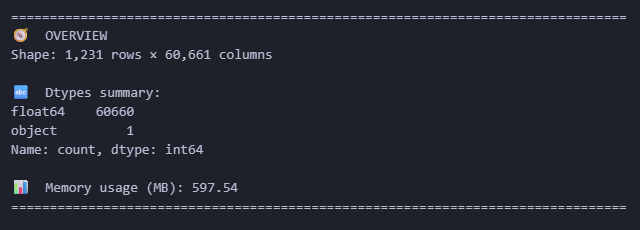 ================================================================================
🧭 OVERVIEW
Shape: 1,231 rows × 60,661 columns
🔤 Dtypes summary:
float64    60660
object         1
Name: count, dtype: int64
📊 Memory usage (MB): 597.54
================================================================================